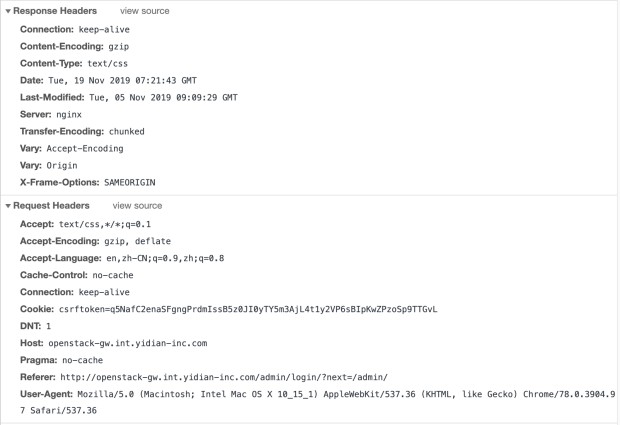 Response Headers view source
Connection: keep-alive
Content-Encoding: gzip
Content-Type: text/css
Date: Tue, 19 Nov 2019 07:21:43 GMT
Last-Modified: Tue, 05 Nov 2019 09:09:29 GMT
Server: nginx
Transfer-Encoding: chunked
Vary: Accept-Encoding
Vary: Origin
X-Frame-Options: SAMEORIGIN
Request Headers view source
Accept: text/css,*/*;q=0.1
Accept-Encoding: gzip, deflate
Accept-Language: en,zh-CN;q=0.9,zh;q=0.8
Cache-Control: no-cache
Connection: keep-alive
Cookie: csrftoken=q5NafC2enaSFgngPrdmIssB5z0JI0yTY5m3AjL4t1y2VP6sBIpKwZPzoSp9TTGvL
DNT: 1
Host: openstack-gw.int.yidian-inc.com
Pragma: no-cache
Referer: http://openstack-gw.int.yidian-inc.com/admin/login/?next=/admin/
User-Agent: Mozilla/5.0 (Macintosh; Intel Mac OS X 10_15_1) AppleWebKit/537.36 (KHTML, like Gecko) Chrome/78.0.3904.9
7 Safari/537.36